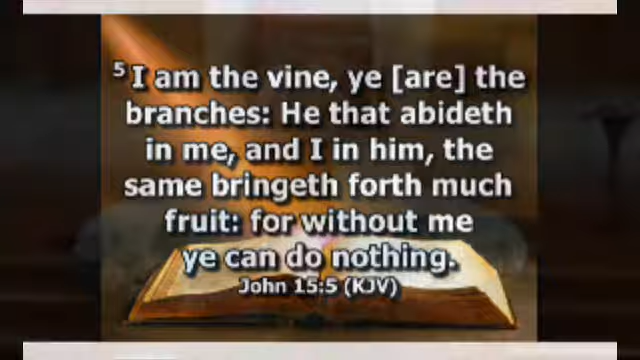 5 I am the vine, ye [are] the
branches: He that abideth
in me, and I in him, the
same bringeth forth much
fruit: for without me
ye can do nothing.
John 15:5 (KJV)